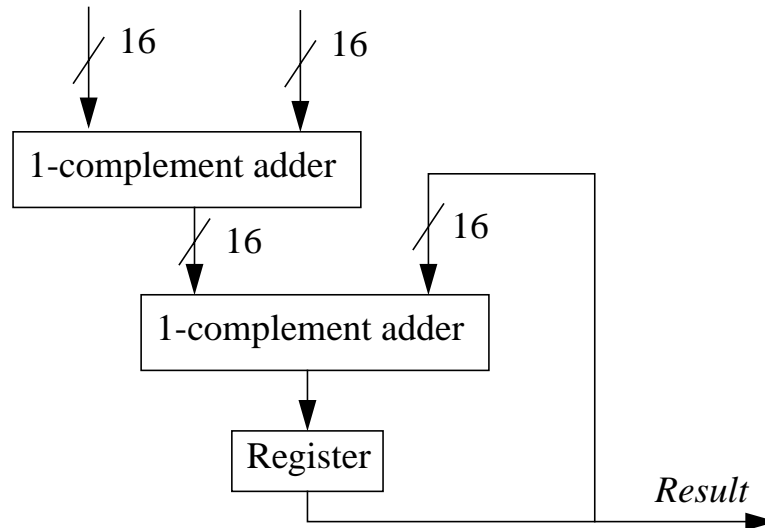 16
16
1-complement adder
16
16
1-complement adder
Register
Result